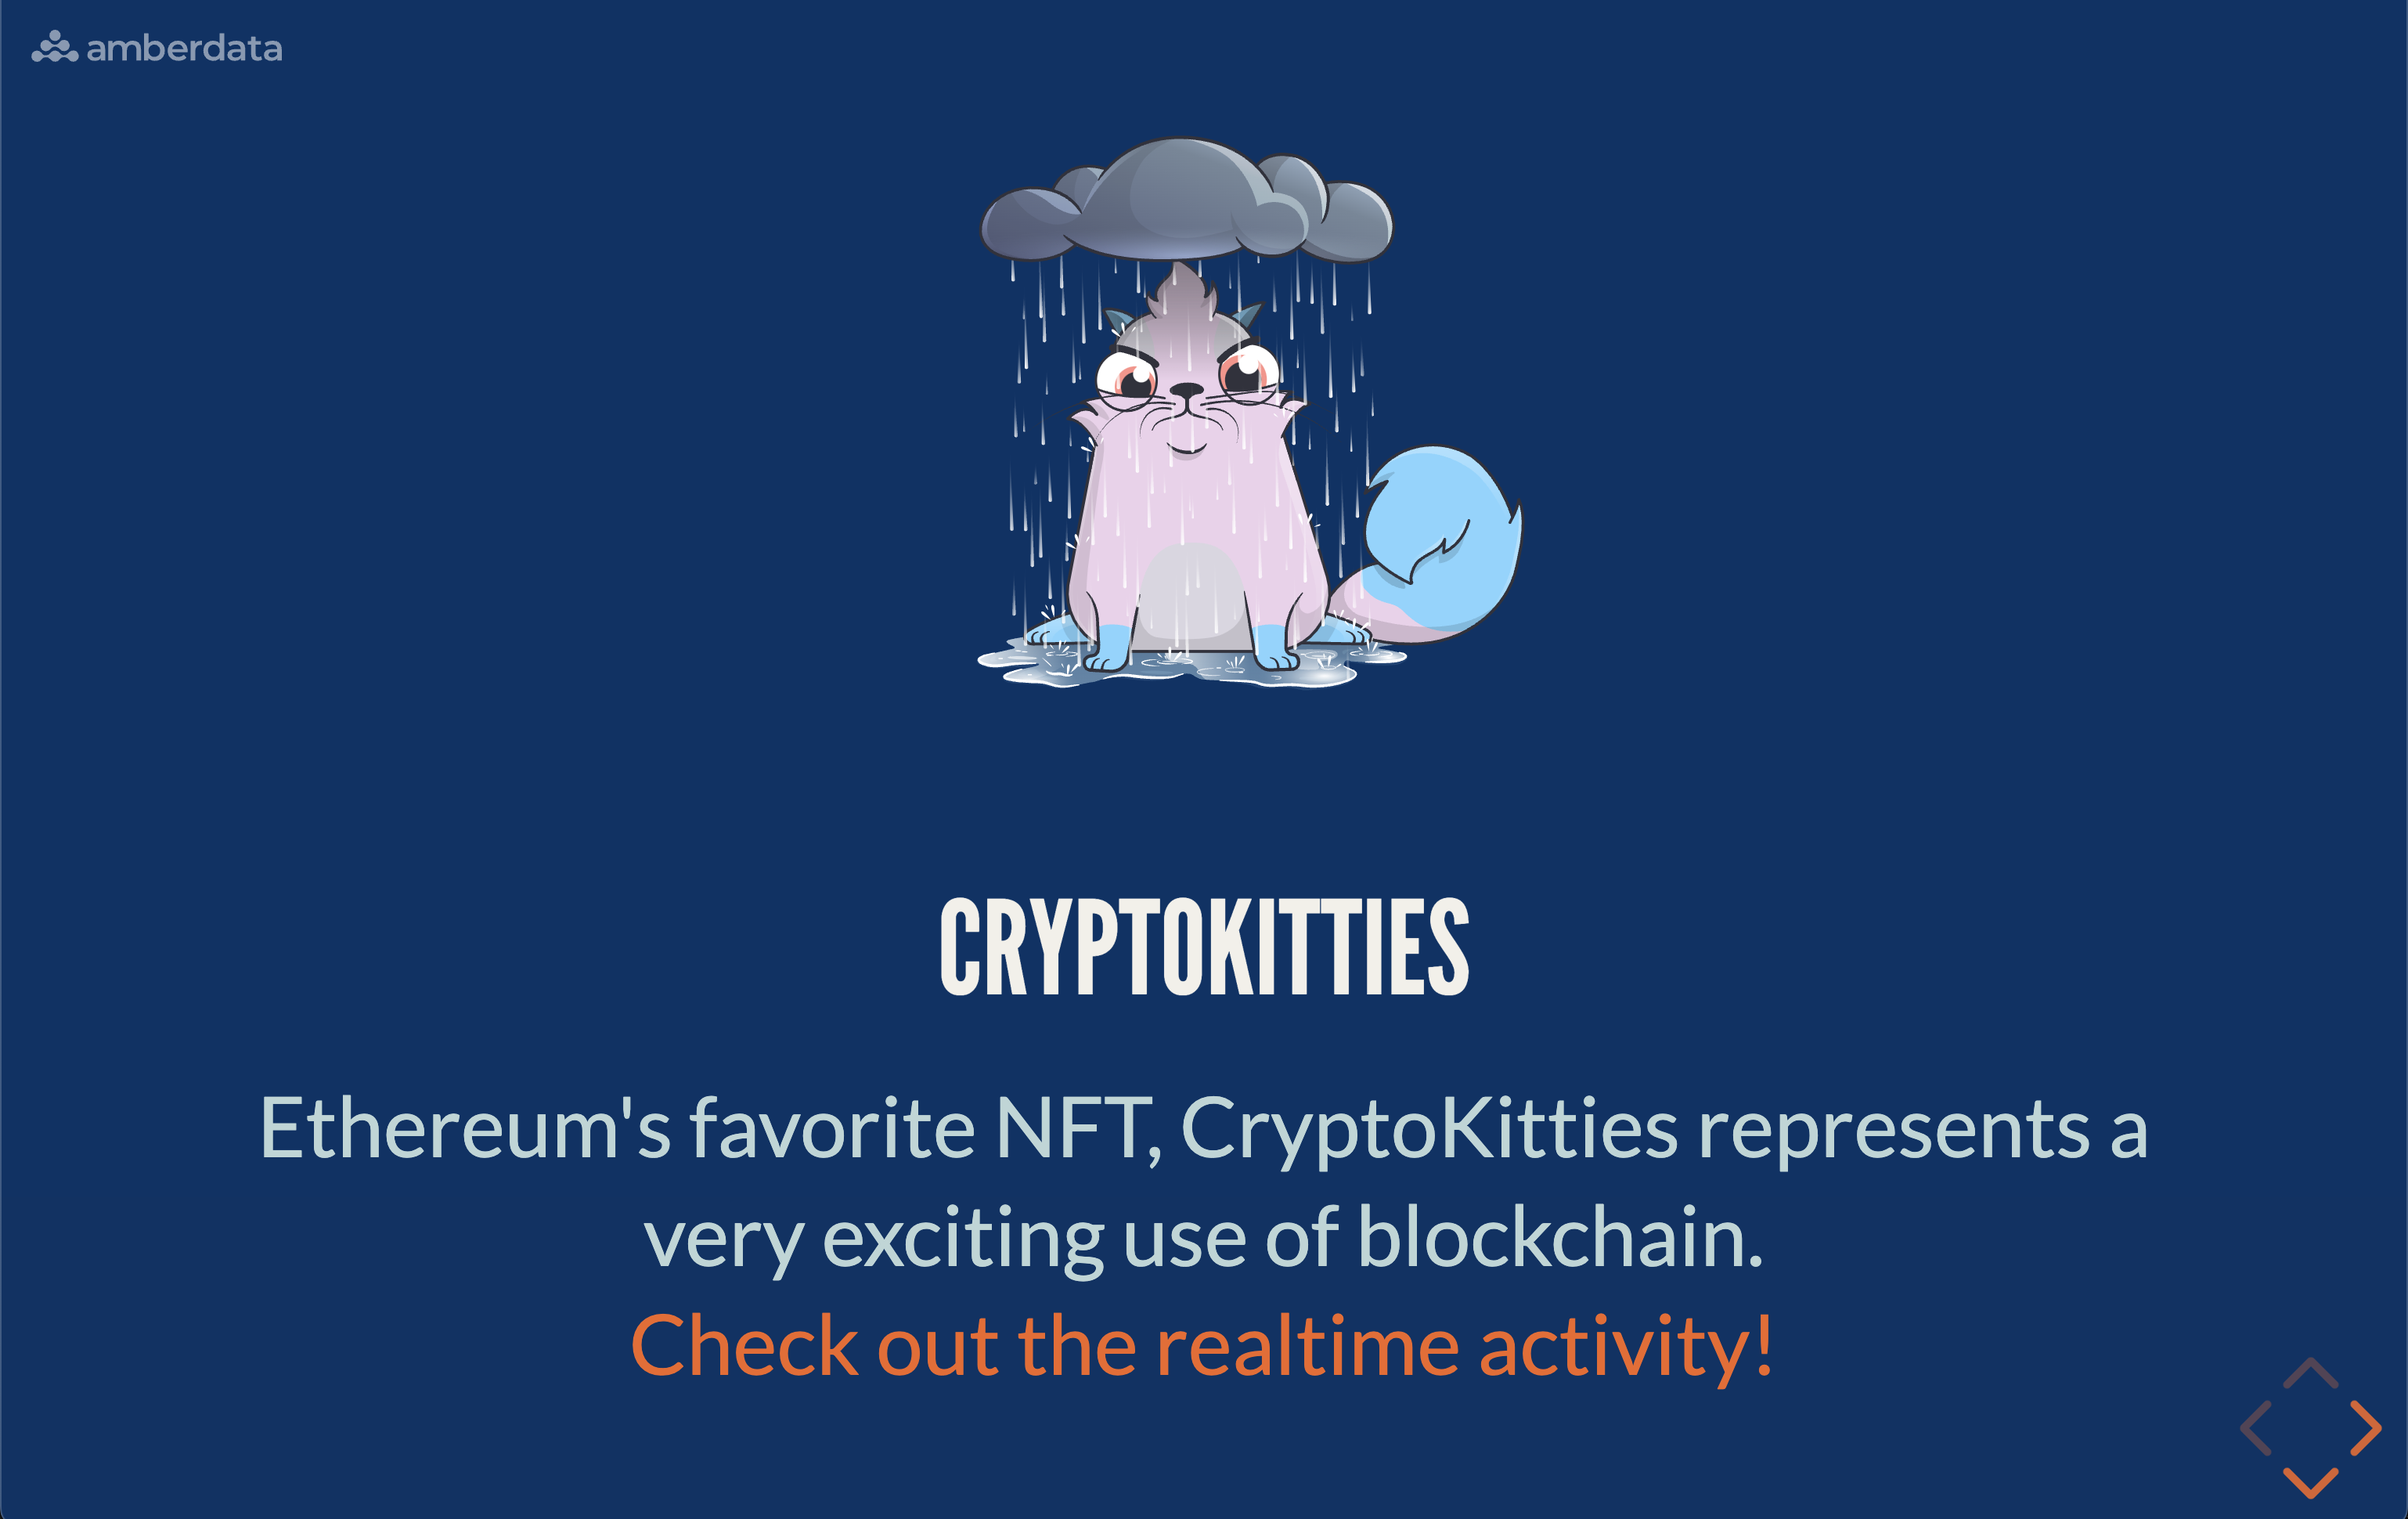 amberdata
CRYPTOKITTIES
Ethereum's favorite NFT, CryptoKitties represents a
very exciting use of blockchain.
Check out the realtime activity!